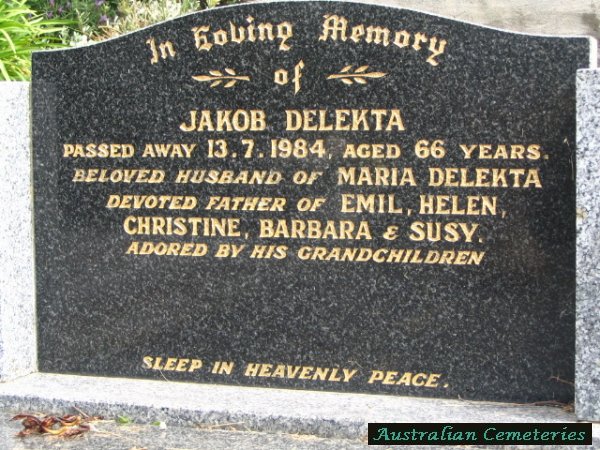 In Loving Memory
of
JAKOB DELEKTA
PASSED AWAY 13.7.1984, AGED 66 YEARS.
BELOVED HUSBAND OF MARIA DELEKTA
DEVOTED FATHER OF EMIL, HELEN,
CHRISTINE, BARBARA & SUSY.
ADORED BY HIS GRANDCHILDREN
SLEEP IN HEAVENLY PEACE.
Australian Cemeteries